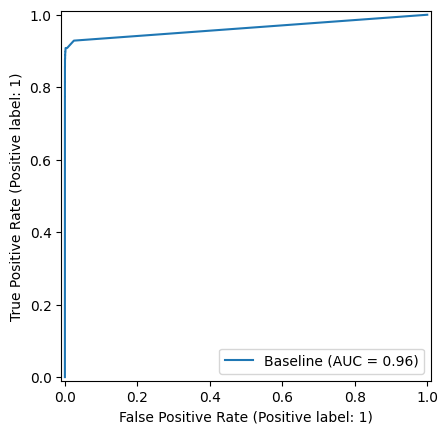 1.0
0.8
0.6
0.4
0.2
0.0
True Positive Rate (Positive label: 1)
Baseline (AUC = 0.96)
0.0 0.2 0.4 0.6 0.8 1.0
False Positive Rate (Positive label: 1)